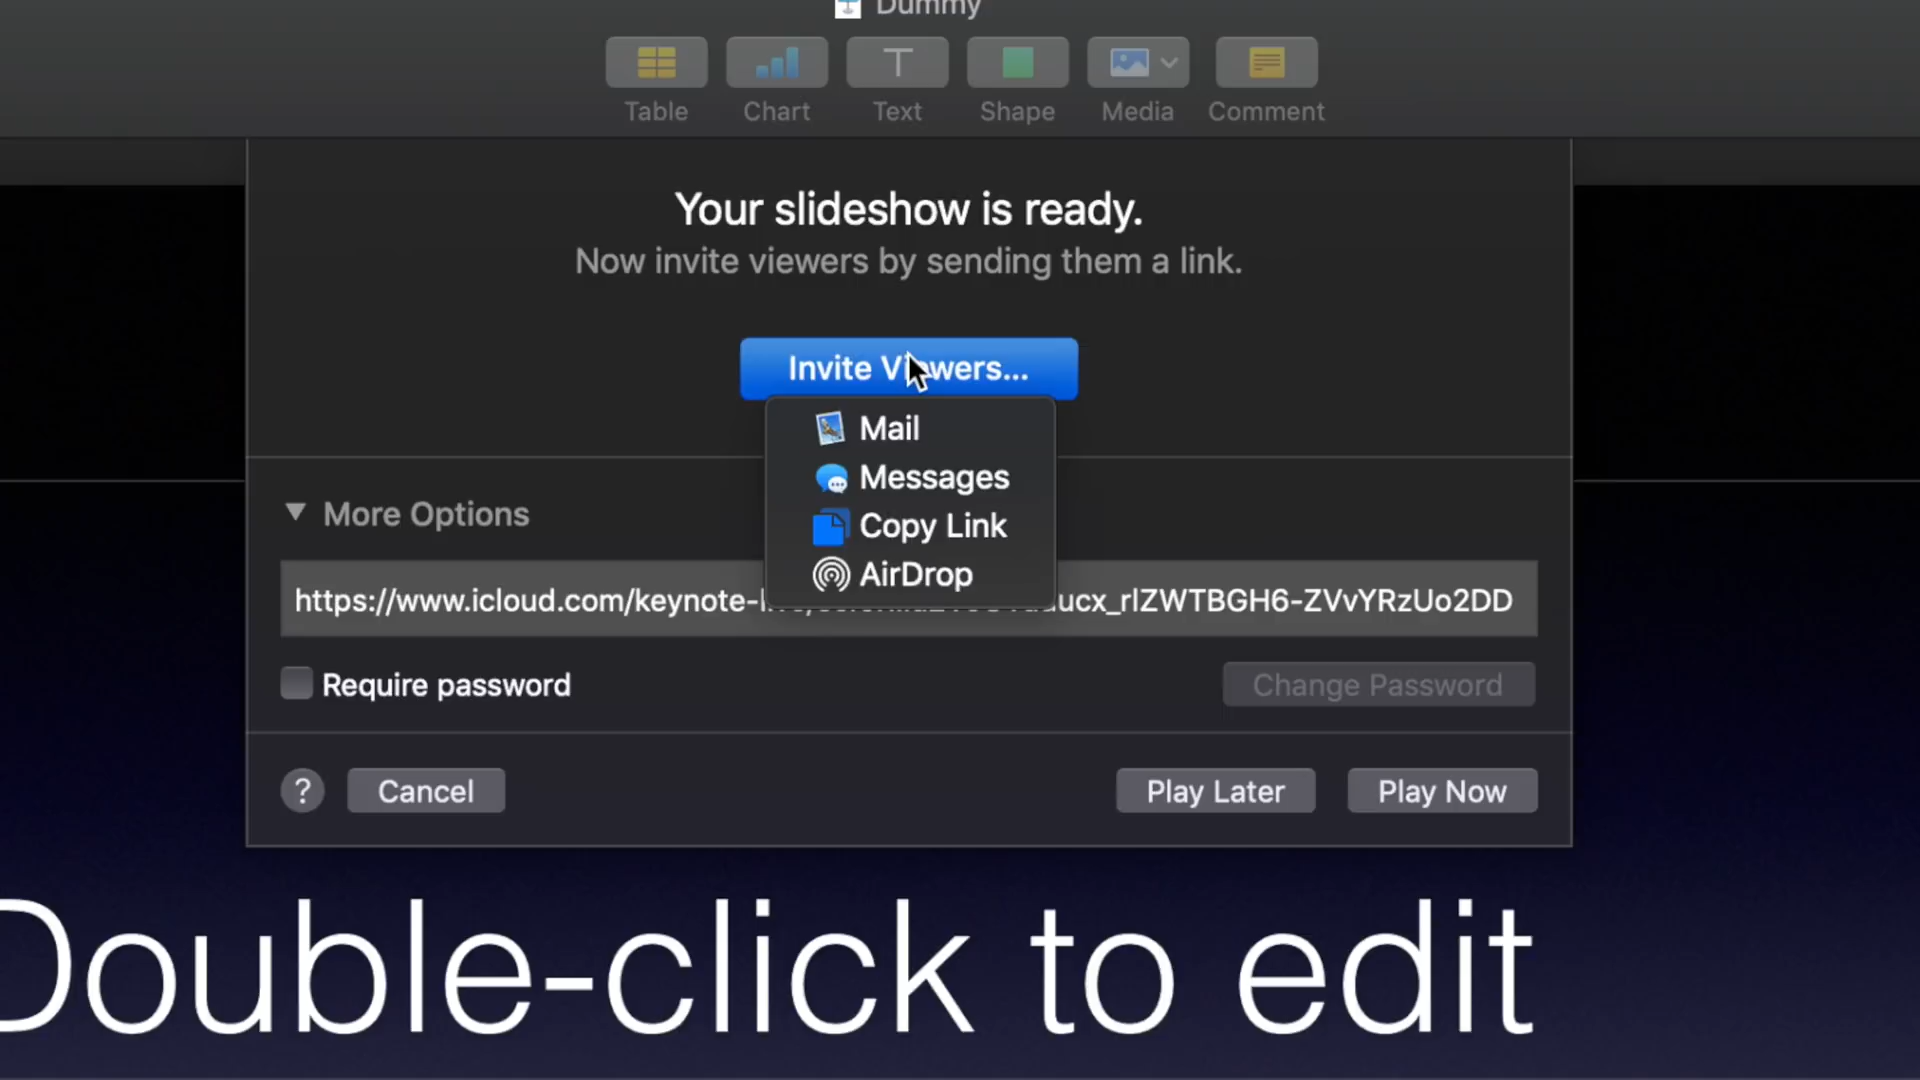 Dummy
Table Chart Text Shape Media Comment
Your slideshow is ready.
Now invite viewers by sending them a link.
Invite Viewers...
Mail
Messages
Copy Link
AirDrop
More Options
https://www.icloud.com/keynote-
ucx_rlZWTBGH6-ZVvYRzUo2DD
Require password
Change Password
? Cancel Play Later Play Now
Double-click to edit